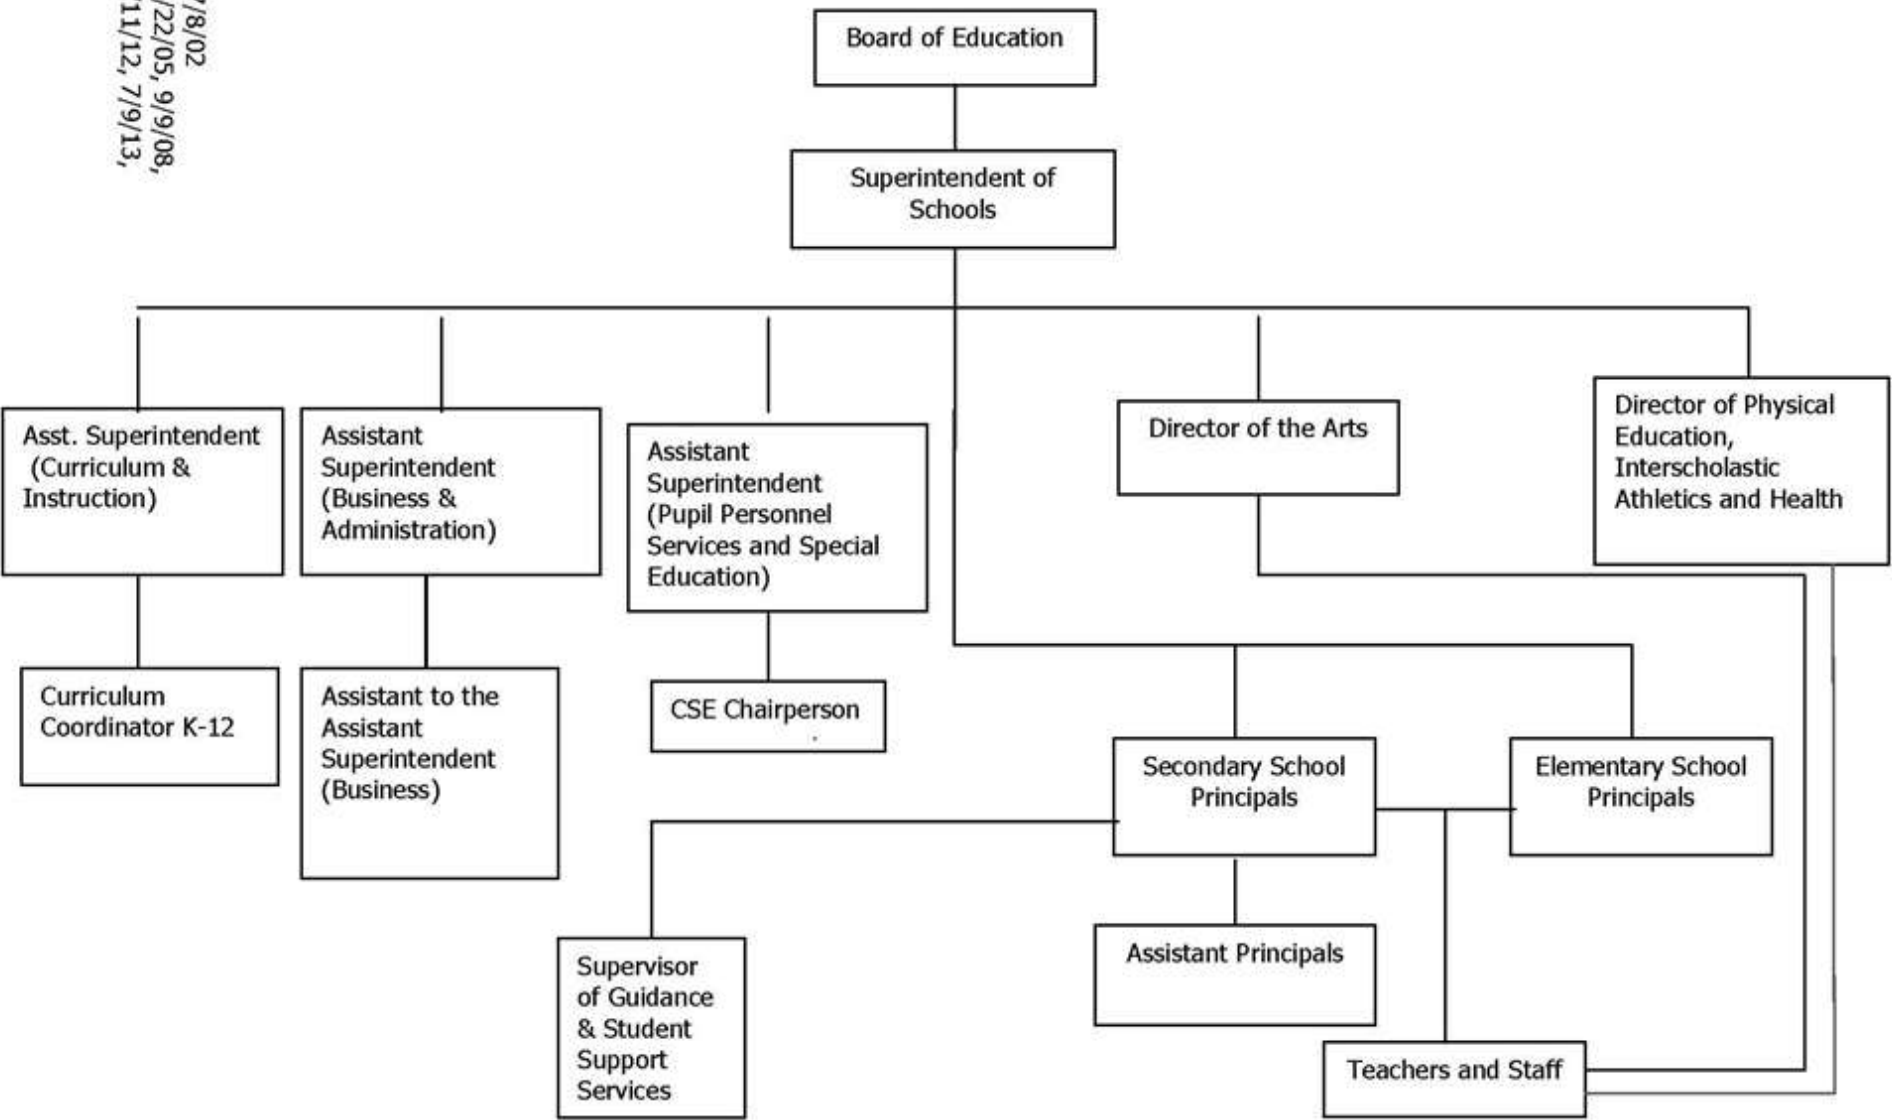 7/8/02
/22/05, 9/9/08,
11/12, 7/9/13,
Board of Education
Superintendent of
Schools
Asst. Superintendent
(Curriculum &
Instruction)
Assistant
Superintendent
(Business &
Administration)
Assistant
Superintendent
(Pupil Personnel
Services and Special
Education)
Director of the Arts
Director of Physical
Education,
Interscholastic
Athletics and Health
Curriculum
Coordinator K-12
Assistant to the
Assistant
Superintendent
(Business)
CSE Chairperson
Secondary School
Principals
Elementary School
Principals
Supervisor
of Guidance
& Student
Support
Services
Assistant Principals
Teachers and Staff